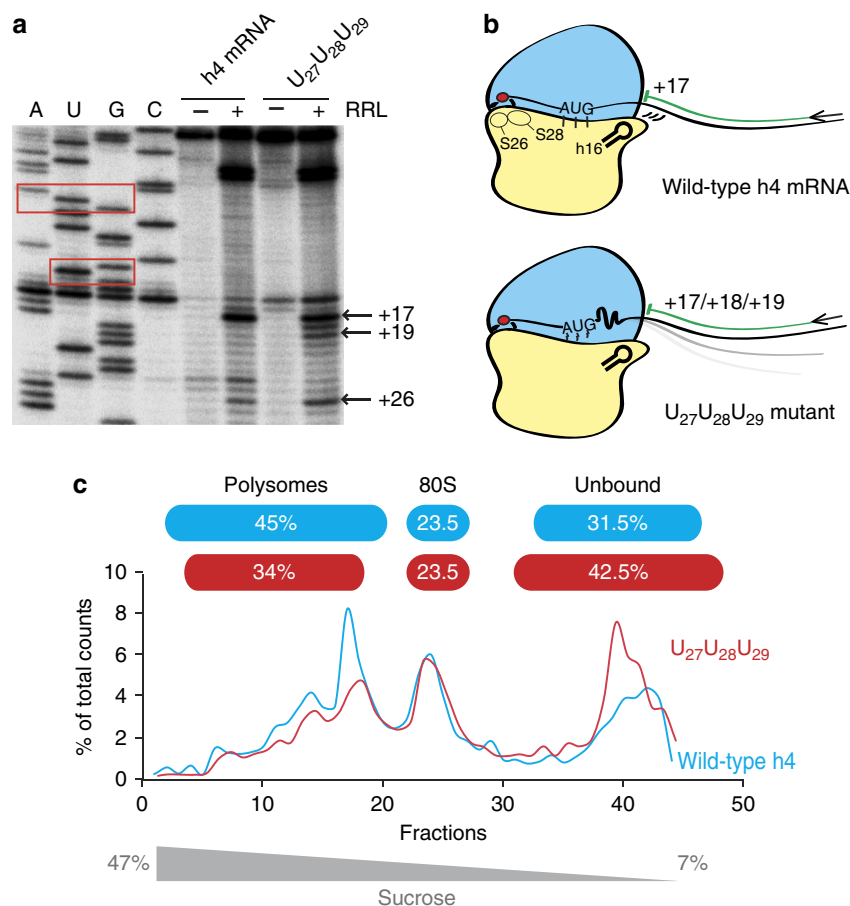 a
h4 mRNA
U27U28U29
A U G C – + – + RRL
+17
+19
+26
b
+17
AUG
S26
S28
h16
Wild-type h4 mRNA
+17/+18/+19
AUG
U27U28U29 mutant
c
Polysomes 80S Unbound
45% 23.5 31.5%
34% 23.5 42.5%
% of total counts
10
8
6
4
2
0
U27U28U29
Wild-type h4
0 10 20 30 40 50
Fractions
47% 7%
Sucrose